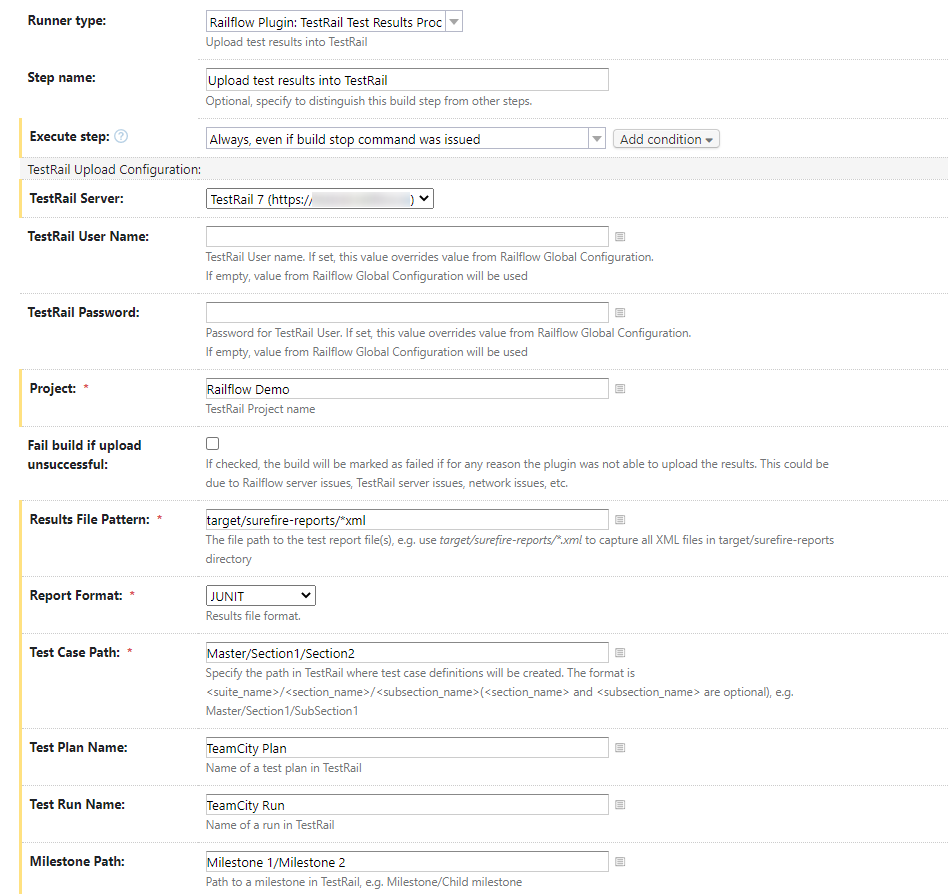 Runner type:
Railflow Plugin: TestRail Test Results Proc
Upload test results into TestRail
Step name:
Upload test results into TestRail
Optional, specify to distinguish this build step from other steps.
Execute step:
Always, even if build stop command was issued
Add condition
TestRail Upload Configuration:
TestRail Server:
TestRail 7 (https:// )
TestRail User Name:
TestRail User name. If set, this value overrides value from Railflow Global Configuration.
If empty, value from Railflow Global Configuration will be used
TestRail Password:
Password for TestRail User. If set, this value overrides value from Railflow Global Configuration.
If empty, value from Railflow Global Configuration will be used
Project: *
Railflow Demo
TestRail Project name
Fail build if upload
unsuccessful:
If checked, the build will be marked as failed if for any reason the plugin was not able to upload the results. This could be
due to Railflow server issues, TestRail server issues, network issues, etc.
Results File Pattern: *
target/surefire-reports/*xml
The file path to the test report file(s), e.g. use target/surefire-reports/*.xml to capture all XML files in target/surefire-reports
directory
Report Format: *
JUNIT
Results file format.
Test Case Path: *
Master/Section1/Section2
Specify the path in TestRail where test case definitions will be created. The format is
<suite_name>/<section_name>/<subsection_name>(<section_name> and <subsection_name> are optional), e.g.
Master/Section1/SubSection1
Test Plan Name:
TeamCity Plan
Name of a test plan in TestRail
Test Run Name:
TeamCity Run
Name of a run in TestRail
Milestone Path:
Milestone 1/Milestone 2
Path to a milestone in TestRail, e.g. Milestone/Child milestone